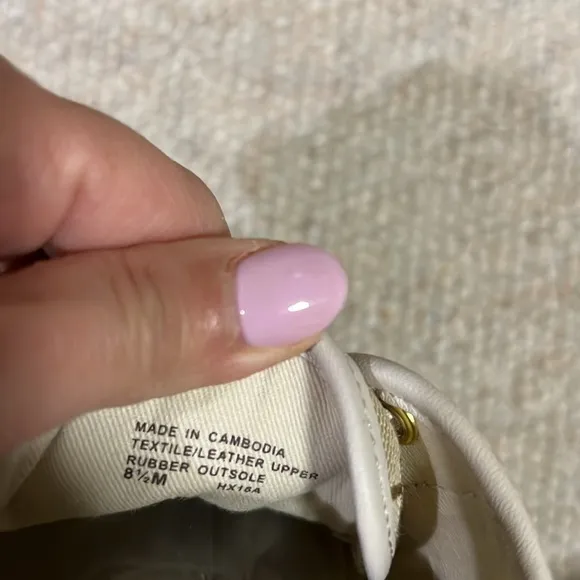 MADE IN CAMBODIA
TEXTILE/LEATHER UPPER
RUBBER OUTSOLE
8½M HX16A